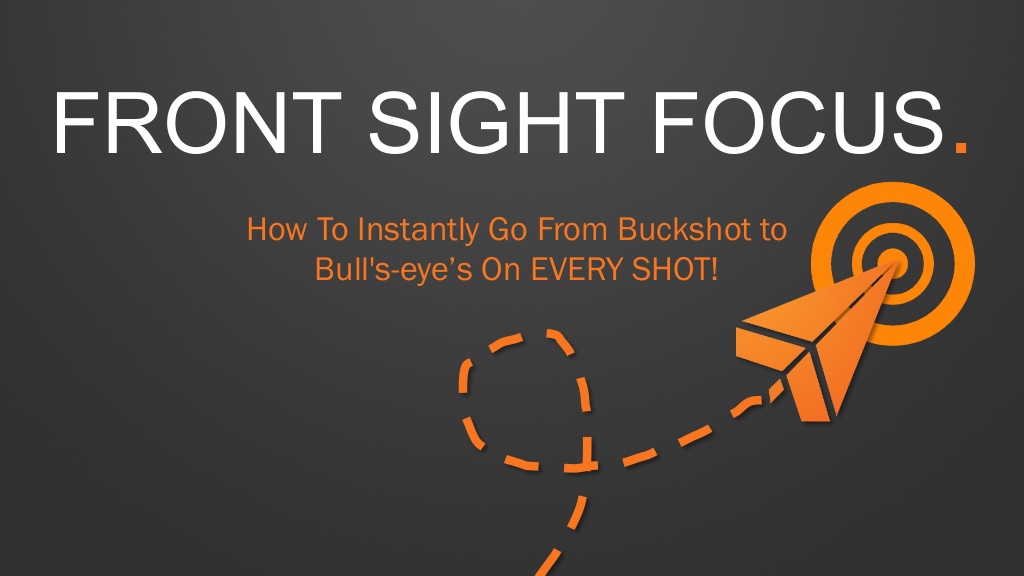 FRONT SIGHT FOCUS.
How To Instantly Go From Buckshot to
Bull's-eye’s On EVERY SHOT!